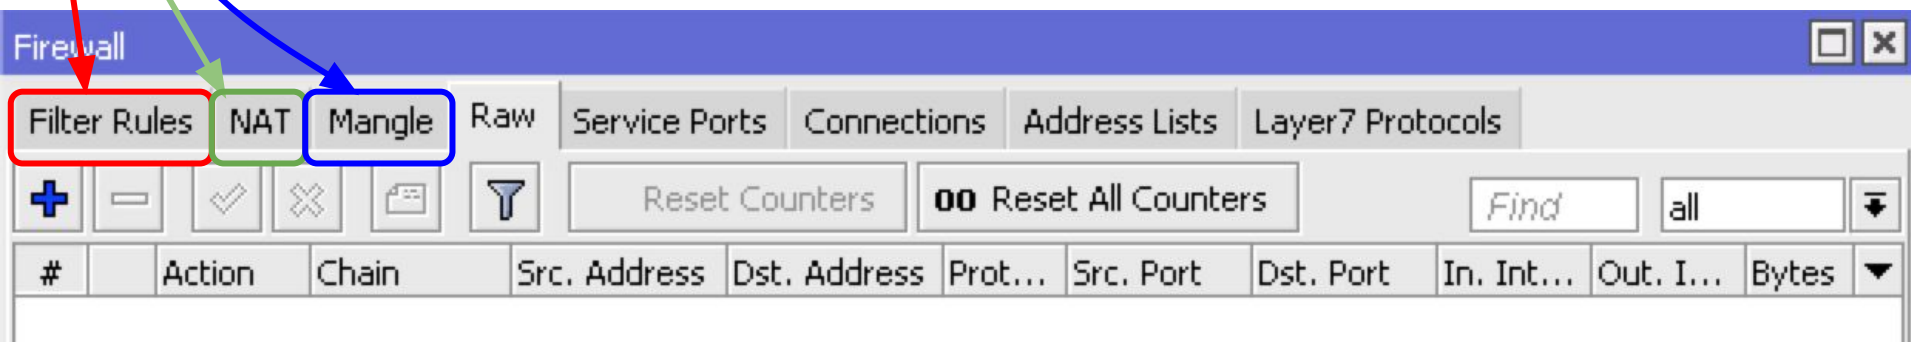 Firewall
Filter Rules NAT Mangle Raw Service Ports Connections Address Lists Layer7 Protocols
Reset Counters 00 Reset All Counters Find all
# Action Chain Src. Address Dst. Address Prot... Src. Port Dst. Port In. Int... Out. I... Bytes